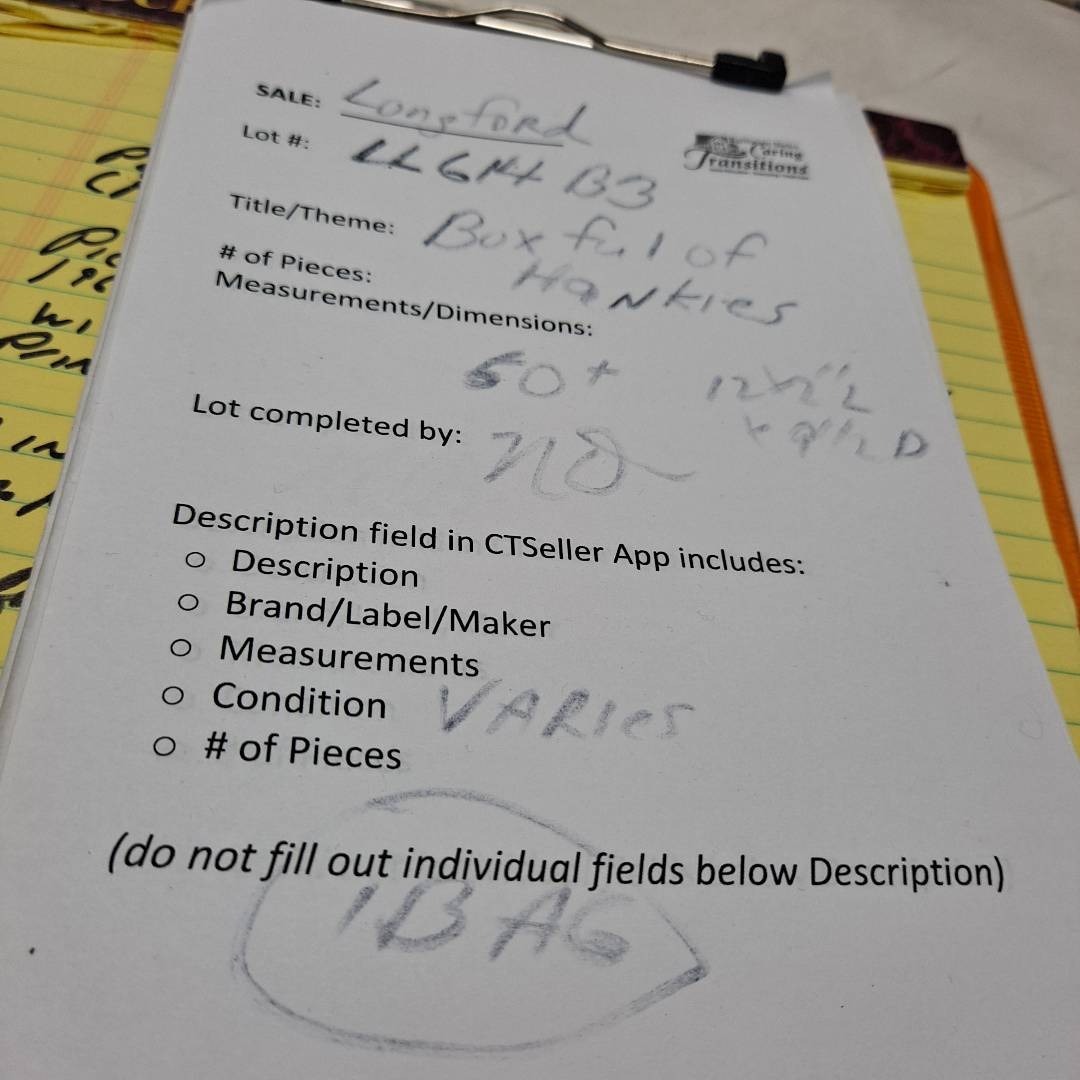 SALE: Longford
Lot #: LLGMH B3
Caring
Transitions
Title/Theme: Box ful of
Hankies
# of Pieces:
Measurements/Dimensions:
50+
Lot completed by:
Description field in CTSeller App includes:
Description
Brand/Label/Maker
Measurements
Condition VARIES
# of Pieces
(do not fill out individual fields below Description)
1 BAG